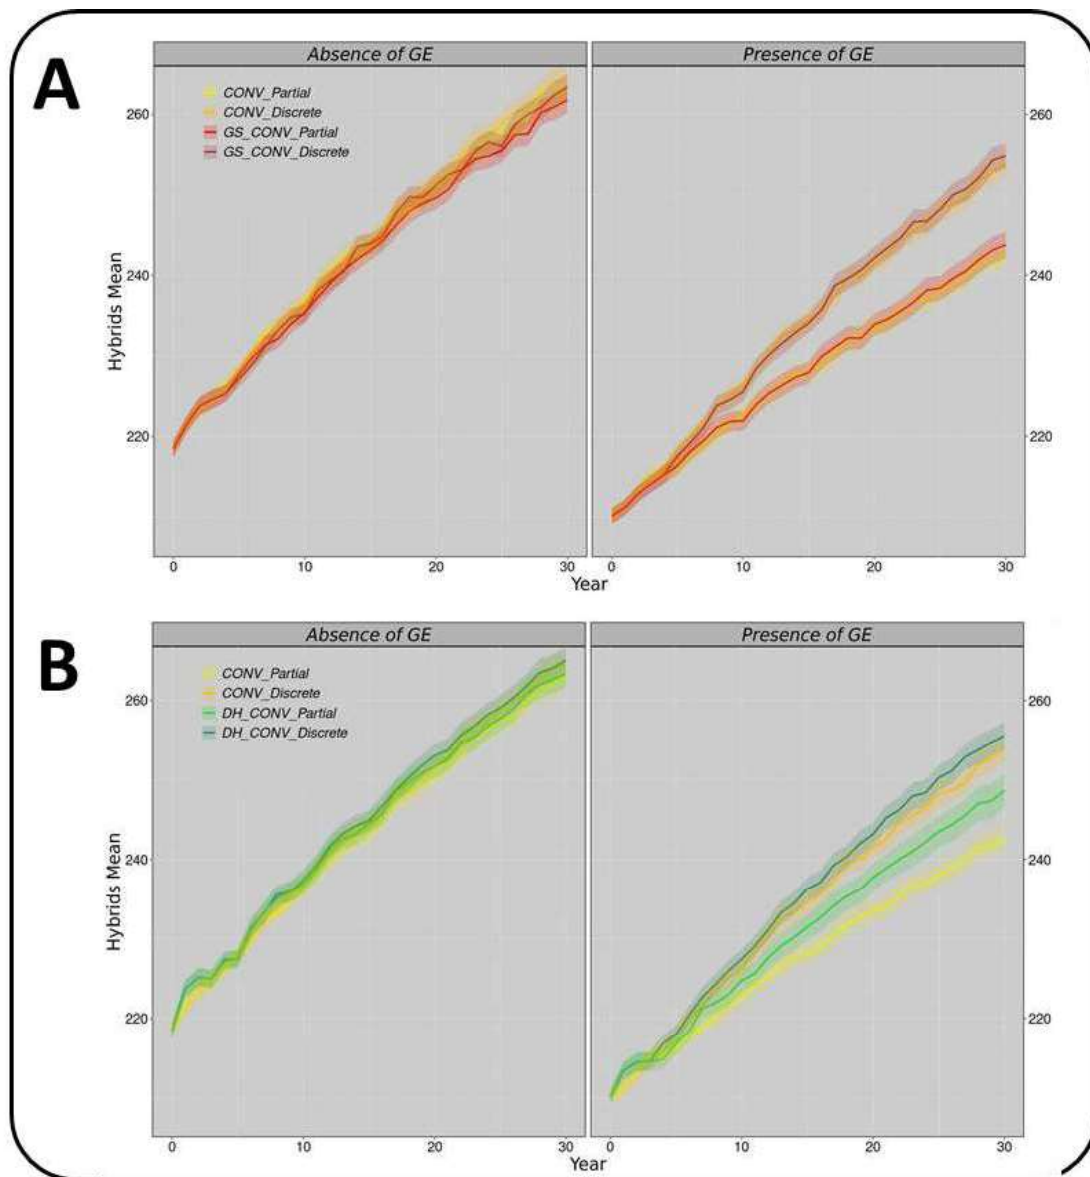 A
Absence of GE
Presence of GE
CONV_Partial
CONV_Discrete
GS_CONV_Partial
GS_CONV_Discrete
Hybrids Mean
260
240
220
260
240
220
0
10
20
30
0
10
20
30
Year
B
Absence of GE
Presence of GE
CONV_Partial
CONV_Discrete
DH_CONV_Partial
DH_CONV_Discrete
Hybrids Mean
260
240
220
260
240
220
0
10
20
30
0
10
20
30
Year